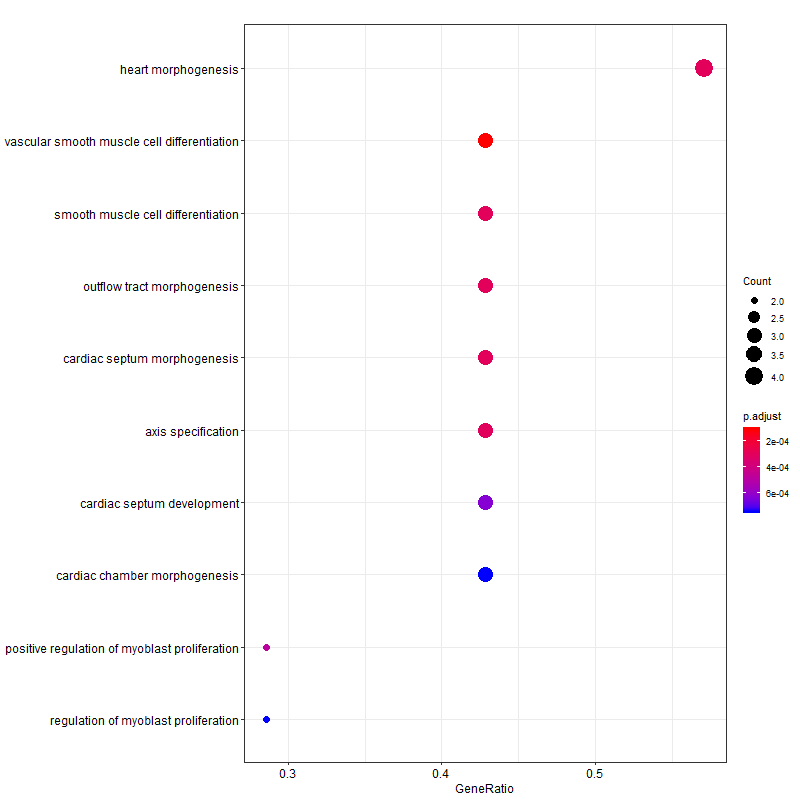 heart morphogenesis
vascular smooth muscle cell differentiation
smooth muscle cell differentiation
outflow tract morphogenesis
cardiac septum morphogenesis
axis specification
cardiac septum development
cardiac chamber morphogenesis
positive regulation of myoblast proliferation
regulation of myoblast proliferation
0.3 0.4 0.5
GeneRatio
Count
2.0
2.5
3.0
3.5
4.0
p.adjust
2e-04
4e-04
6e-04